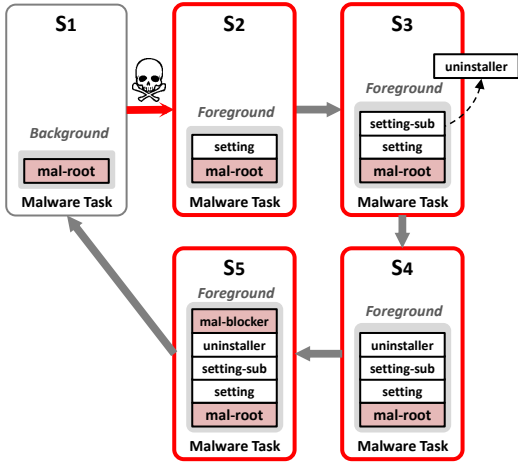 S1
Background
mal-root
Malware Task
S2
Foreground
setting
mal-root
Malware Task
S3
uninstaller
Foreground
setting-sub
setting
mal-root
Malware Task
S5
Foreground
mal-blocker
uninstaller
setting-sub
setting
mal-root
Malware Task
S4
Foreground
uninstaller
setting-sub
setting
mal-root
Malware Task